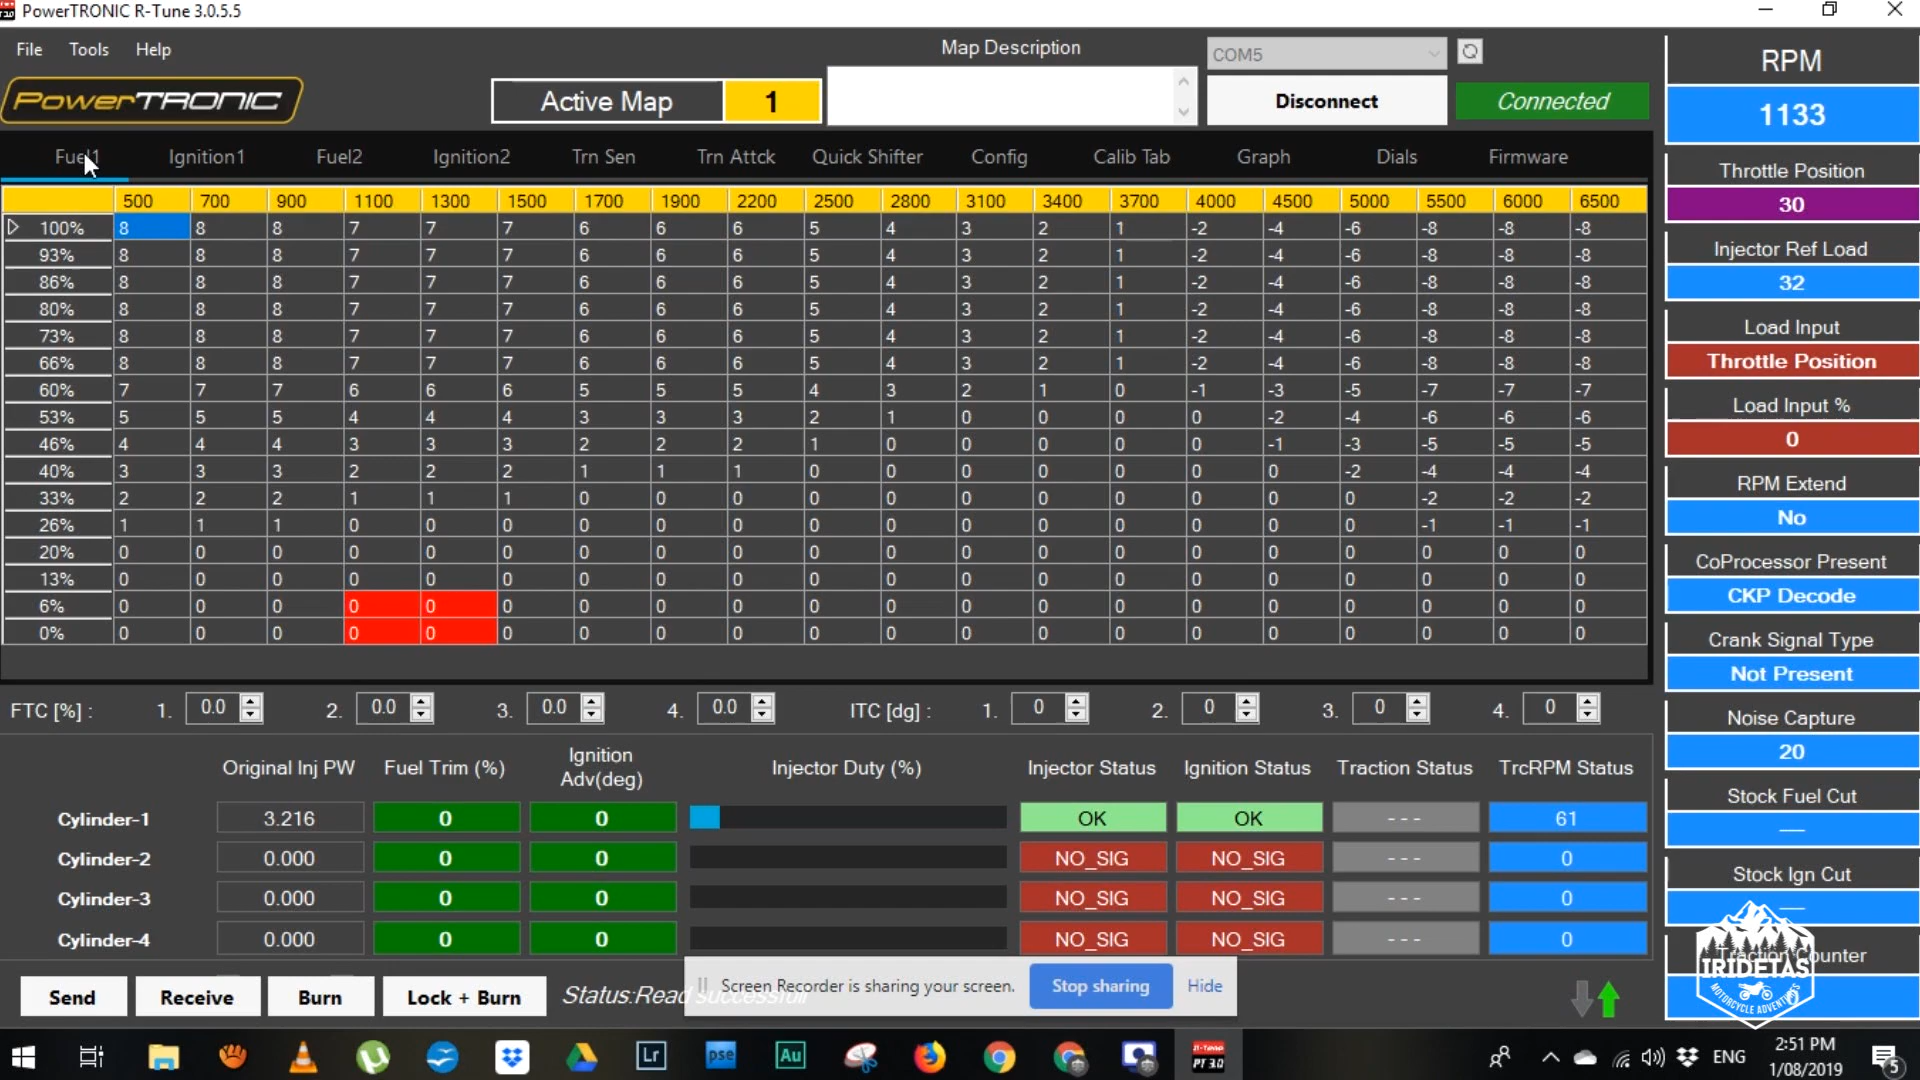 PowerTRONIC R-Tune 3.0.5.5
File Tools Help
PowerTRONIC
Active Map 1
Map Description
COM5
Disconnect
Connected
Fuel1 Ignition1 Fuel2 Ignition2 Trn Sen Trn Attck Quick Shifter Config Calib Tab Graph Dials Firmware
500 700 900 1100 1300 1500 1700 1900 2200 2500 2800 3100 3400 3700 4000 4500 5000 5500 6000 6500
100% 8 8 8 7 7 7 6 6 6 5 4 3 2 1 -2 -4 -6 -8 -8 -8
93% 8 8 8 7 7 7 6 6 6 5 4 3 2 1 -2 -4 -6 -8 -8 -8
86% 8 8 8 7 7 7 6 6 6 5 4 3 2 1 -2 -4 -6 -8 -8 -8
80% 8 8 8 7 7 7 6 6 6 5 4 3 2 1 -2 -4 -6 -8 -8 -8
73% 8 8 8 7 7 7 6 6 6 5 4 3 2 1 -2 -4 -6 -8 -8 -8
66% 8 8 8 7 7 7 6 6 6 5 4 3 2 1 -2 -4 -6 -8 -8 -8
60% 7 7 7 6 6 6 5 5 5 4 3 2 1 0 -1 -3 -5 -7 -7 -7
53% 5 5 5 4 4 4 3 3 3 2 1 0 0 0 0 -2 -4 -6 -6 -6
46% 4 4 4 3 3 3 2 2 2 1 0 0 0 0 0 -1 -3 -5 -5 -5
40% 3 3 3 2 2 2 1 1 1 0 0 0 0 0 0 0 -2 -4 -4 -4
33% 2 2 2 1 1 1 0 0 0 0 0 0 0 0 0 0 0 -2 -2 -2
26% 1 1 1 0 0 0 0 0 0 0 0 0 0 0 0 0 0 -1 -1 -1
20% 0 0 0 0 0 0 0 0 0 0 0 0 0 0 0 0 0 0 0 0
13% 0 0 0 0 0 0 0 0 0 0 0 0 0 0 0 0 0 0 0 0
6% 0 0 0 0 0 0 0 0 0 0 0 0 0 0 0 0 0 0 0 0
0% 0 0 0 0 0 0 0 0 0 0 0 0 0 0 0 0 0 0 0 0
FTC [%] : 1. 0.0 2. 0.0 3. 0.0 4. 0.0 ITC [dg] : 1. 0 2. 0 3. 0 4. 0
Original Inj PW Fuel Trim (%) Ignition Adv(deg) Injector Duty (%) Injector Status Ignition Status Traction Status TrcRPM Status
Cylinder-1 3.216 0 0 OK OK - - - 61
Cylinder-2 0.000 0 0 NO_SIG NO_SIG - - - 0
Cylinder-3 0.000 0 0 NO_SIG NO_SIG - - - 0
Cylinder-4 0.000 0 0 NO_SIG NO_SIG - - - 0
Send Receive Burn Lock + Burn Status:Read successfull
Screen Recorder is sharing your screen. Stop sharing Hide
RPM
1133
Throttle Position
30
Injector Ref Load
32
Load Input
Throttle Position
Load Input %
0
RPM Extend
No
CoProcessor Present
CKP Decode
Crank Signal Type
Not Present
Noise Capture
20
Stock Fuel Cut
—
Stock Ign Cut
—
Traction Counter
IRIDETAS
MOTORCYCLE ADVENTURES
Lr pse Au
R-Tune
PT 3.0
ENG
2:51 PM
1/08/2019
5